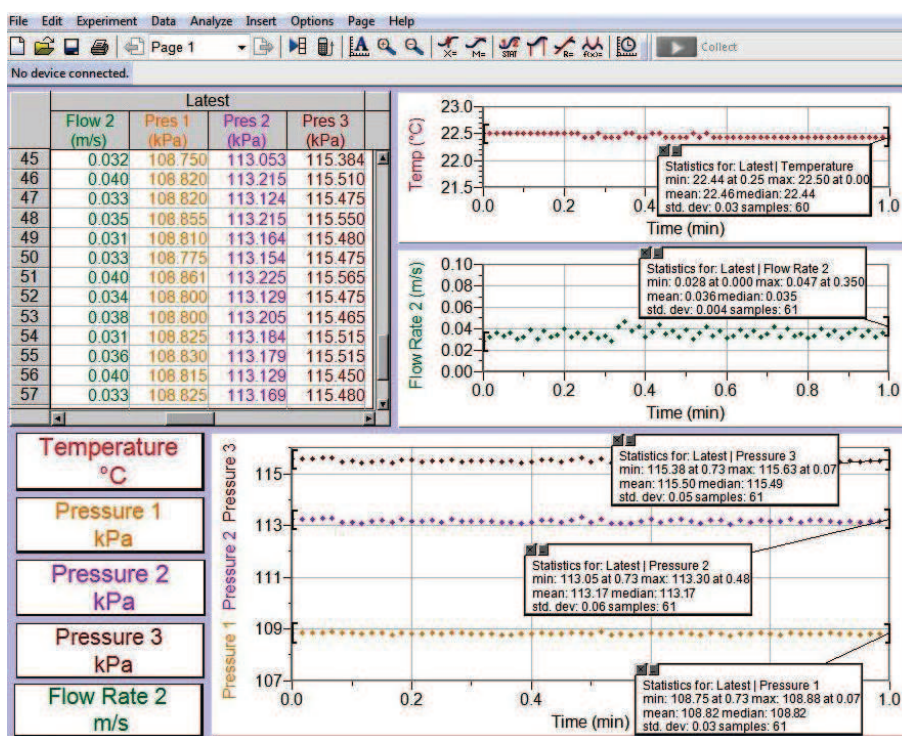 File Edit Experiment Data Analyze Insert Options Page Help
Page 1
X= M= STAT R= f(x)= Collect
No device connected.
Latest
Flow 2 Pres 1 Pres 2 Pres 3
(m/s) (kPa) (kPa) (kPa)
45 0.032 108.750 113.053 115.384
46 0.040 108.820 113.215 115.510
47 0.033 108.820 113.124 115.475
48 0.035 108.855 113.215 115.550
49 0.031 108.810 113.164 115.480
50 0.033 108.775 113.154 115.475
51 0.040 108.861 113.225 115.565
52 0.034 108.800 113.129 115.475
53 0.038 108.800 113.205 115.465
54 0.031 108.825 113.184 115.515
55 0.036 108.830 113.179 115.515
56 0.040 108.815 113.129 115.450
57 0.033 108.825 113.169 115.480
Temp (°C)
23.0
22.5
22.0
21.5
Statistics for: Latest | Temperature
min: 22.44 at 0.25 max: 22.50 at 0.00
mean: 22.46 median: 22.44
std. dev: 0.03 samples: 60
0.0 0.2 0.4 1.0
Time (min)
Flow Rate 2 (m/s)
0.10
0.08
0.06
0.04
0.02
0.00
Statistics for: Latest | Flow Rate 2
min: 0.028 at 0.000 max: 0.047 at 0.350
mean: 0.036 median: 0.035
std. dev: 0.004 samples: 61
0.0 0.2 0.4 0.6 0.8 1.0
Time (min)
Temperature
°C
Pressure 1
kPa
Pressure 2
kPa
Pressure 3
kPa
Flow Rate 2
m/s
Pressure 1 Pressure 2 Pressure 3
115
113
111
109
107
Statistics for: Latest | Pressure 3
min: 115.38 at 0.73 max: 115.63 at 0.07
mean: 115.50 median: 115.49
std. dev: 0.05 samples: 61
Statistics for: Latest | Pressure 2
min: 113.05 at 0.73 max: 113.30 at 0.48
mean: 113.17 median: 113.17
std. dev: 0.06 samples: 61
Statistics for: Latest | Pressure 1
min: 108.75 at 0.73 max: 108.88 at 0.07
mean: 108.82 median: 108.82
std. dev: 0.03 samples: 61
0.0 0.4 1.0
Time (min)